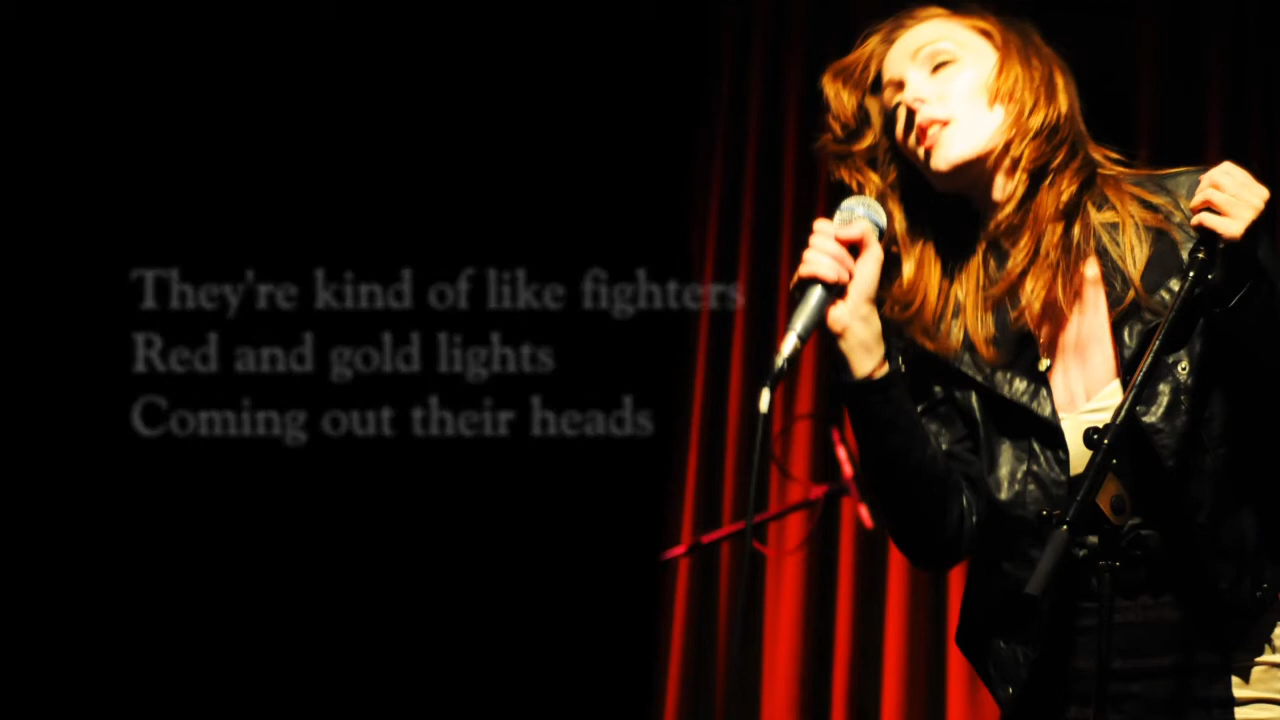 They're kind of like fighters
Red and gold lights
Coming out their heads